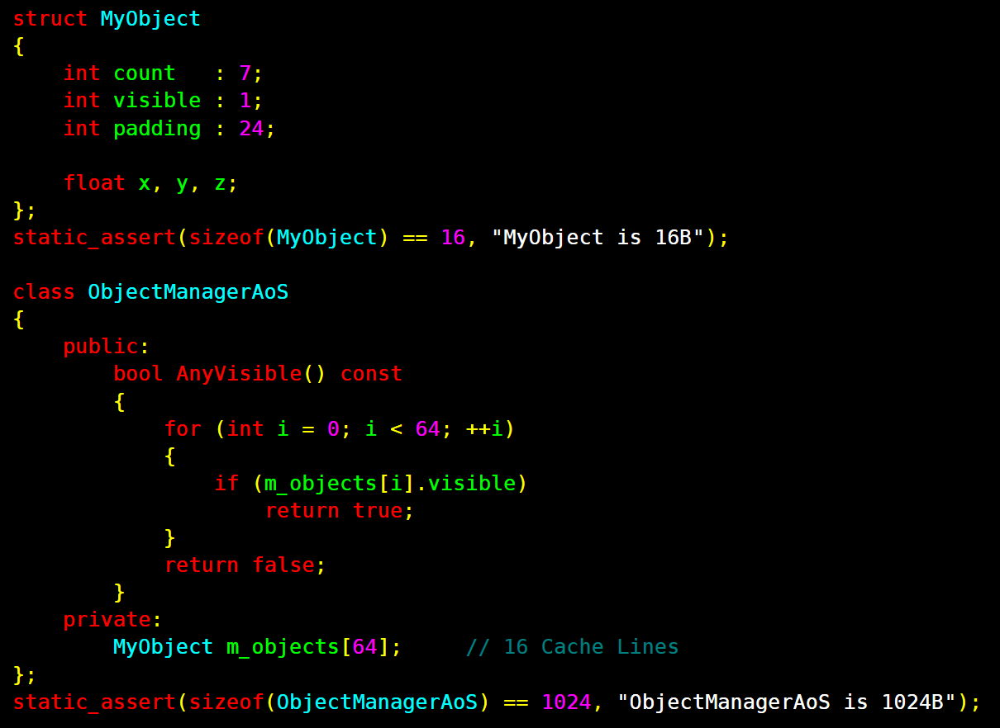 struct MyObject
{
    int count   : 7;
    int visible : 1;
    int padding : 24;

    float x, y, z;
};
static_assert(sizeof(MyObject) == 16, "MyObject is 16B");

class ObjectManagerAoS
{
    public:
        bool AnyVisible() const
        {
            for (int i = 0; i < 64; ++i)
            {
                if (m_objects[i].visible)
                    return true;
            }
            return false;
        }
    private:
        MyObject m_objects[64];     // 16 Cache Lines
};
static_assert(sizeof(ObjectManagerAoS) == 1024, "ObjectManagerAoS is 1024B");